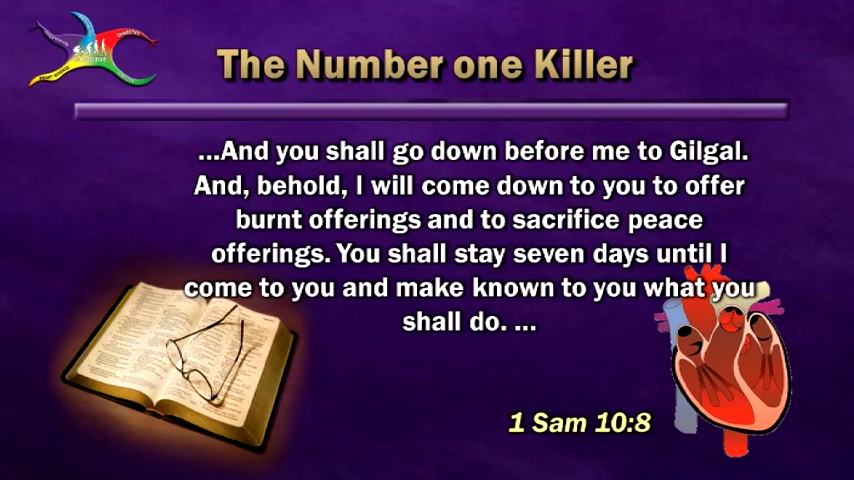 The Number one Killer
...And you shall go down before me to Gilgal.
And, behold, I will come down to you to offer
burnt offerings and to sacrifice peace
offerings. You shall stay seven days until I
come to you and make known to you what you
shall do. ...
1 Sam 10:8